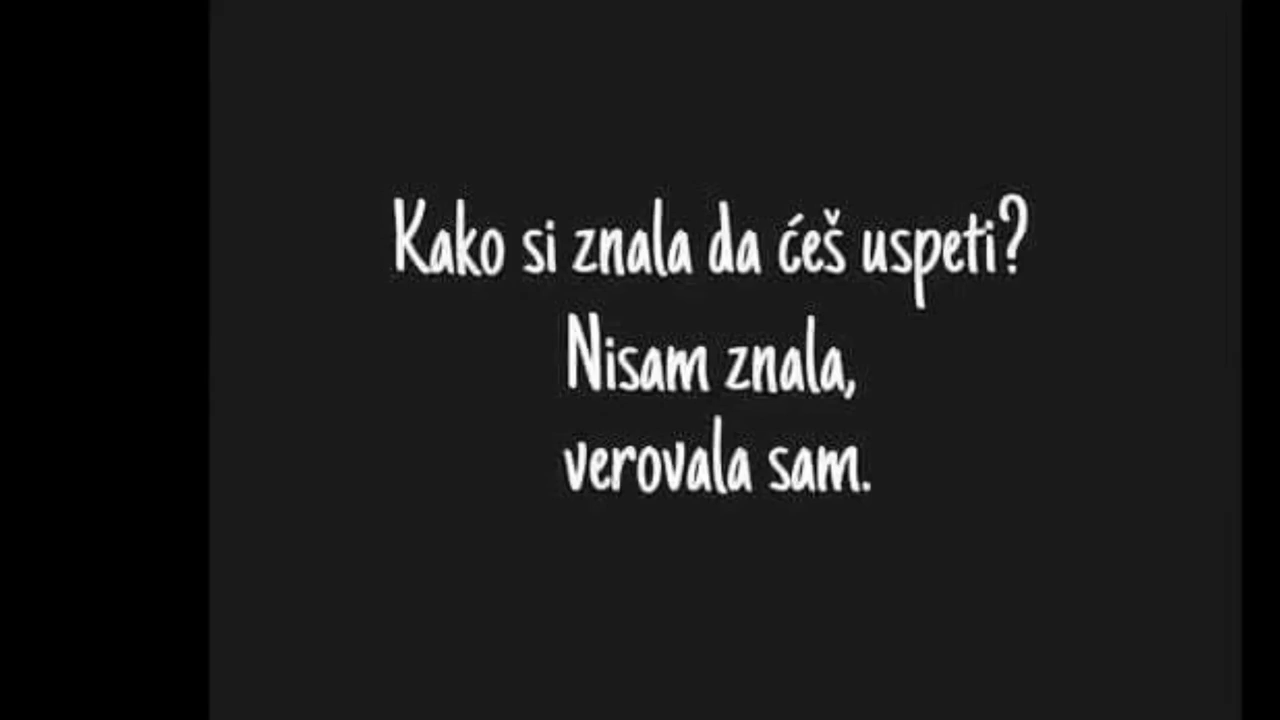 Kako si znala da ćeš uspeti?
Nisam znala,
verovala sam.